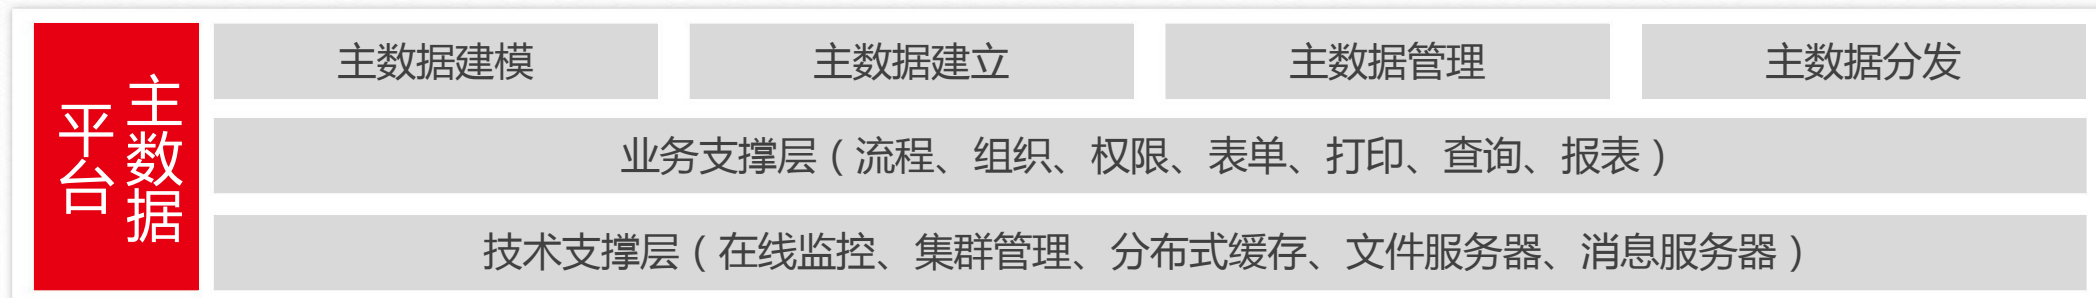 主数据
平台
主数据建模
主数据建立
主数据管理
主数据分发
业务支撑层（流程、组织、权限、表单、打印、查询、报表）
技术支撑层（在线监控、集群管理、分布式缓存、文件服务器、消息服务器）